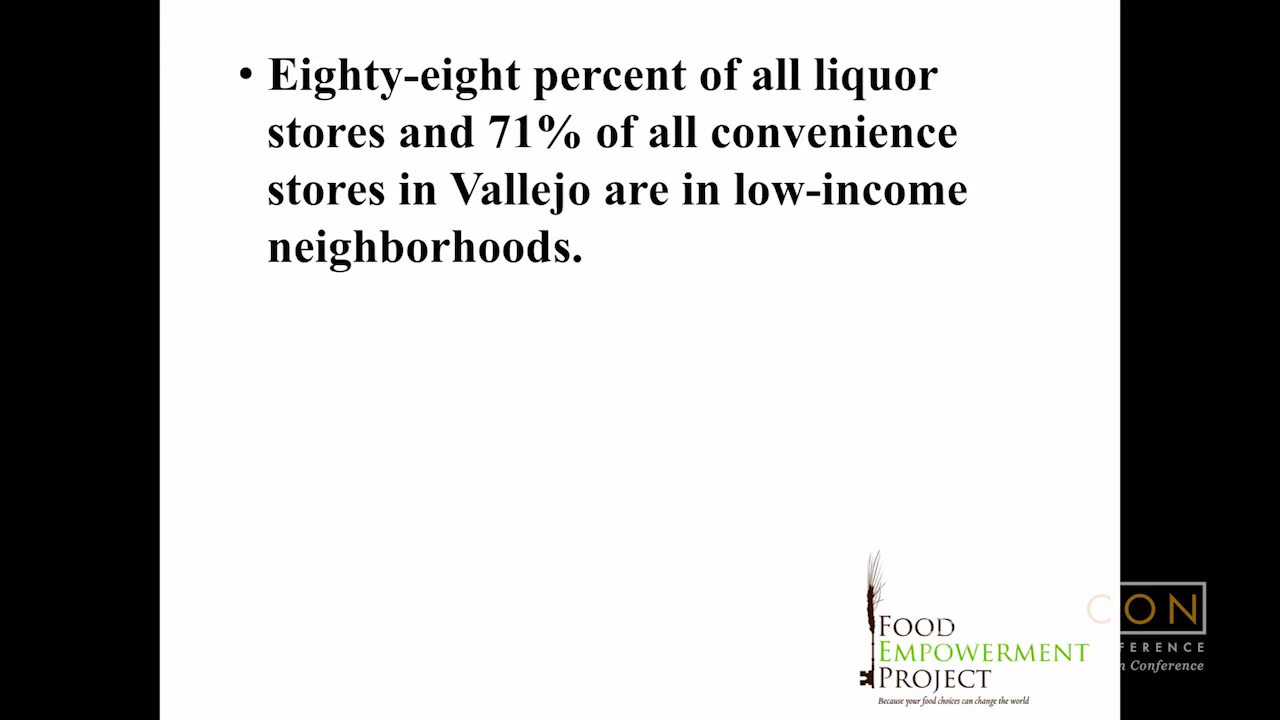 • Eighty-eight percent of all liquor
stores and 71% of all convenience
stores in Vallejo are in low-income
neighborhoods.
FOOD
EMPOWERMENT
PROJECT
Because your food choices can change the world
CON
FERENCE
n Conference